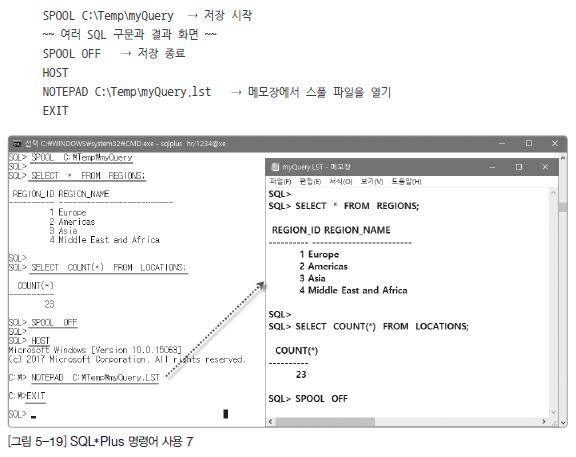 SPOOL C:\Temp\myQuery → 저장 시작
~~ 여러 SQL 구문과 결과 화면 ~~
SPOOL OFF → 저장 종료
HOST
NOTEPAD C:\Temp\myQuery.lst → 메모장에서 스풀 파일을 열기
EXIT
선택 C:₩WINDOWS₩system32₩CMD.exe - sqlplus hr/1234@xe
SQL> SPOOL C:₩Temp₩myQuery
SQL>
SQL> SELECT * FROM REGIONS;
REGION_ID REGION_NAME
---------- -------------------------
1 Europe
2 Americas
3 Asia
4 Middle East and Africa
SQL>
SQL> SELECT COUNT(*) FROM LOCATIONS;
COUNT(*)
----------
23
SQL> SPOOL OFF
SQL>
SQL> HOST
Microsoft Windows [Version 10.0.15063]
(c) 2017 Microsoft Corporation. All rights reserved.
C:₩> NOTEPAD C:₩Temp₩myQuery.LST
C:₩>EXIT
SQL> _
myQuery.LST - 메모장
파일(F) 편집(E) 서식(O) 보기(V) 도움말(H)
SQL>
SQL> SELECT * FROM REGIONS;
REGION_ID REGION_NAME
---------- -------------------------
1 Europe
2 Americas
3 Asia
4 Middle East and Africa
SQL>
SQL> SELECT COUNT(*) FROM LOCATIONS;
COUNT(*)
----------
23
SQL> SPOOL OFF
[그림 5-19] SQL*Plus 명령어 사용 7